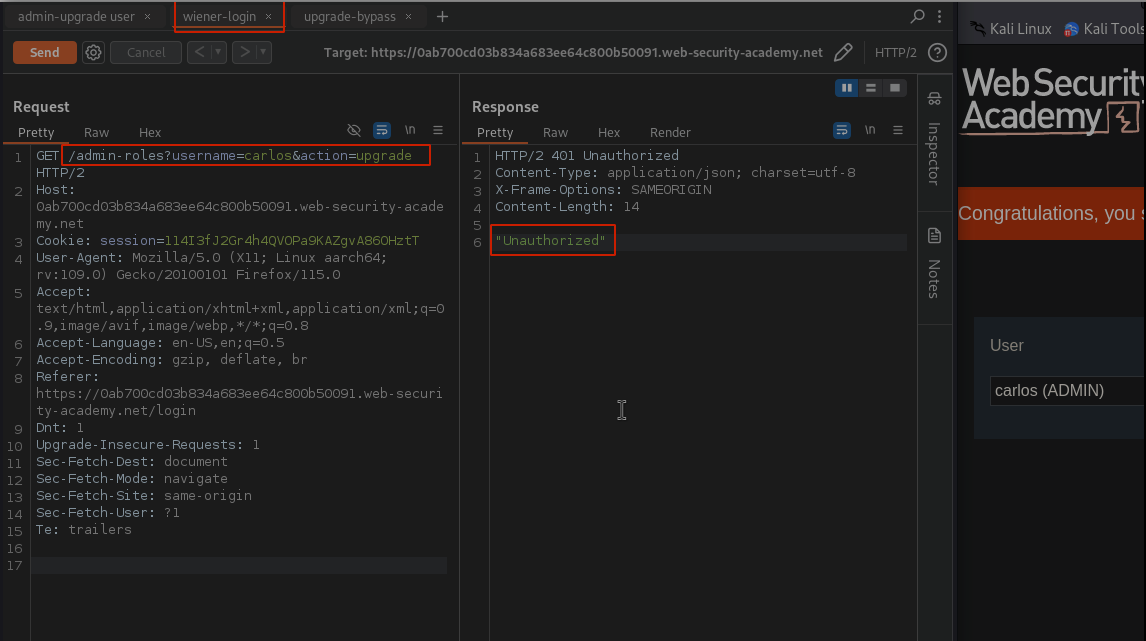 admin-upgrade user × wiener-login × upgrade-bypass × +
Send Cancel < > Target: https://0ab700cd03b834a683ee64c800b50091.web-security-academy.net HTTP/2 ?
Request
Pretty Raw Hex \n
1 GET /admin-roles?username=carlos&action=upgrade
HTTP/2
2 Host:
0ab700cd03b834a683ee64c800b50091.web-security-acade
my.net
3 Cookie: session=114I3fJ2Gr4h4QVOPa9KAZgvA86OHztT
4 User-Agent: Mozilla/5.0 (X11; Linux aarch64;
rv:109.0) Gecko/20100101 Firefox/115.0
5 Accept:
text/html,application/xhtml+xml,application/xml;q=0
.9,image/avif,image/webp,*/*;q=0.8
6 Accept-Language: en-US,en;q=0.5
7 Accept-Encoding: gzip, deflate, br
8 Referer:
https://0ab700cd03b834a683ee64c800b50091.web-securi
ty-academy.net/login
9 Dnt: 1
10 Upgrade-Insecure-Requests: 1
11 Sec-Fetch-Dest: document
12 Sec-Fetch-Mode: navigate
13 Sec-Fetch-Site: same-origin
14 Sec-Fetch-User: ?1
15 Te: trailers
16
17
Response
Pretty Raw Hex Render \n
1 HTTP/2 401 Unauthorized
2 Content-Type: application/json; charset=utf-8
3 X-Frame-Options: SAMEORIGIN
4 Content-Length: 14
5
6 "Unauthorized"
Inspector
Notes
Kali Linux Kali Tools
Web Security
Academy
Congratulations, you s
User
carlos (ADMIN)